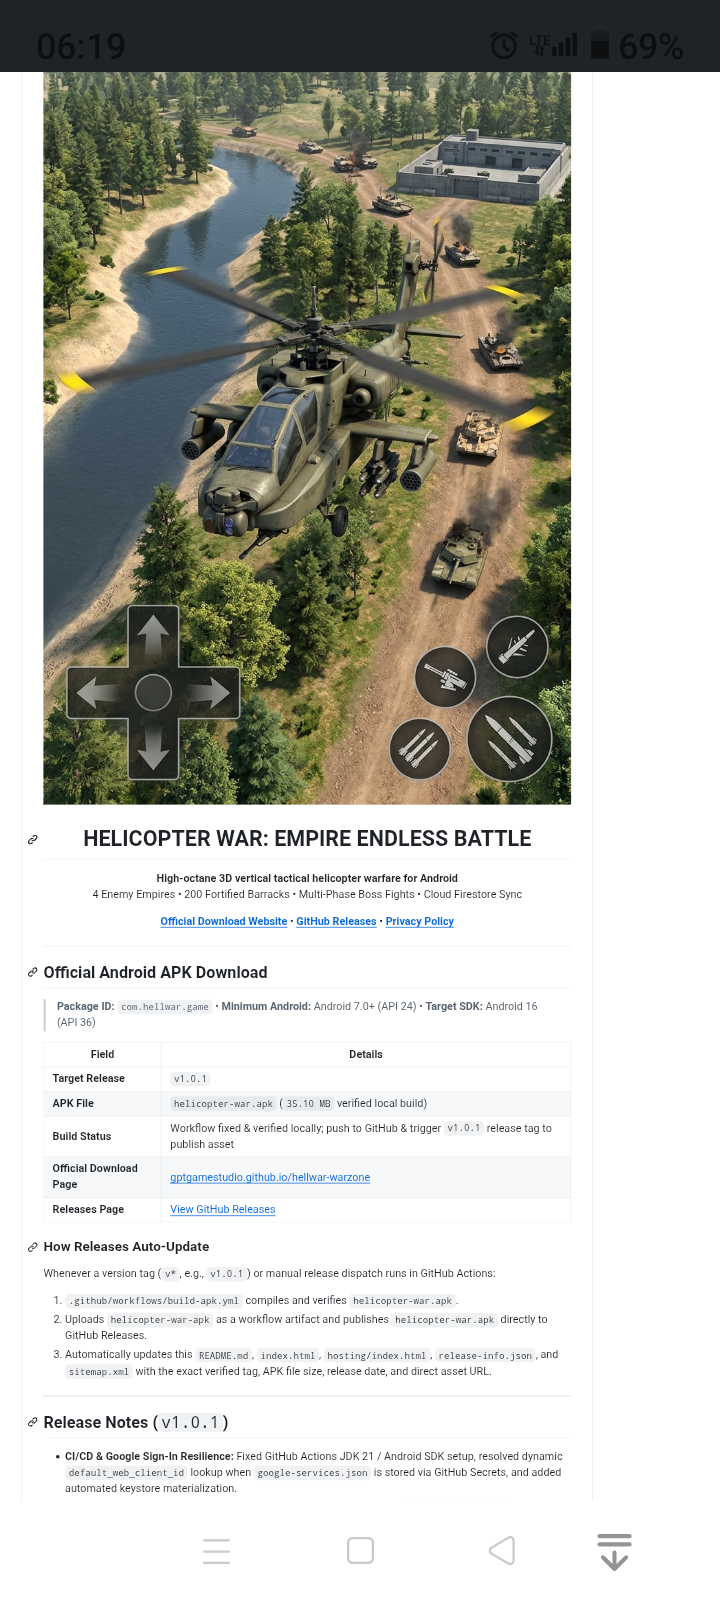 06:19
LTE
69%
HELICOPTER WAR: EMPIRE ENDLESS BATTLE
High-octane 3D vertical tactical helicopter warfare for Android
4 Enemy Empires • 200 Fortified Barracks • Multi-Phase Boss Fights • Cloud Firestore Sync
Official Download Website • GitHub Releases • Privacy Policy
Official Android APK Download
Package ID: com.hellwar.game • Minimum Android: Android 7.0+ (API 24) • Target SDK: Android 16
(API 36)
Field Details
Target Release v1.0.1
APK File helicopter-war.apk ( 35.10 MB verified local build)
Build Status Workflow fixed & verified locally; push to GitHub & trigger v1.0.1 release tag to
publish asset
Official Download
Page gptgamestudio.github.io/hellwar-warzone
Releases Page View GitHub Releases
How Releases Auto-Update
Whenever a version tag ( v* , e.g., v1.0.1 ) or manual release dispatch runs in GitHub Actions:
1. .github/workflows/build-apk.yml compiles and verifies helicopter-war.apk .
2. Uploads helicopter-war-apk as a workflow artifact and publishes helicopter-war.apk directly to
GitHub Releases.
3. Automatically updates this README.md , index.html , hosting/index.html , release-info.json , and
sitemap.xml with the exact verified tag, APK file size, release date, and direct asset URL.
Release Notes ( v1.0.1 )
• CI/CD & Google Sign-In Resilience: Fixed GitHub Actions JDK 21 / Android SDK setup, resolved dynamic
default_web_client_id lookup when google-services.json is stored via GitHub Secrets, and added
automated keystore materialization.